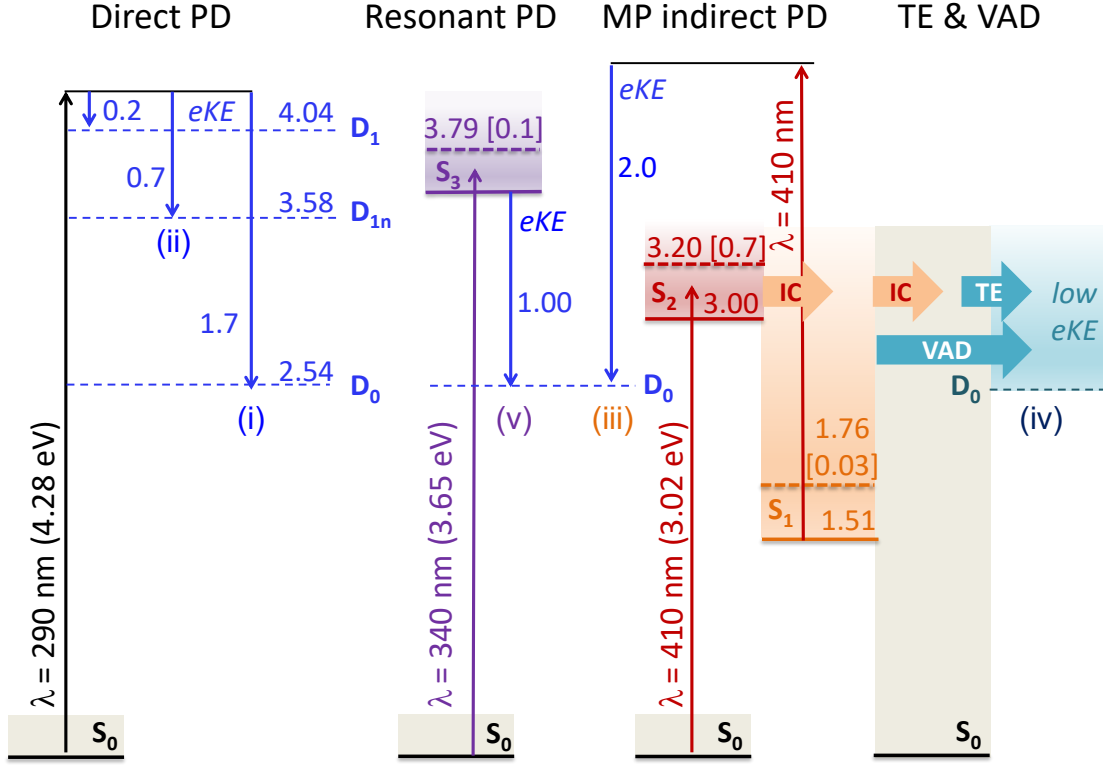 Direct PD
Resonant PD
MP indirect PD
TE & VAD
0.2
eKE
4.04
D1
0.7
3.58
D1n
(ii)
1.7
2.54
D0
(i)
λ = 290 nm (4.28 eV)
S0
3.79 [0.1]
S3
eKE
1.00
(v)
λ = 340 nm (3.65 eV)
S0
eKE
2.0
D0
(iii)
λ = 410 nm
3.20 [0.7]
S2
3.00
IC
λ = 410 nm (3.02 eV)
1.76
[0.03]
S1
1.51
S0
IC
TE
low
eKE
VAD
D0
(iv)
S0